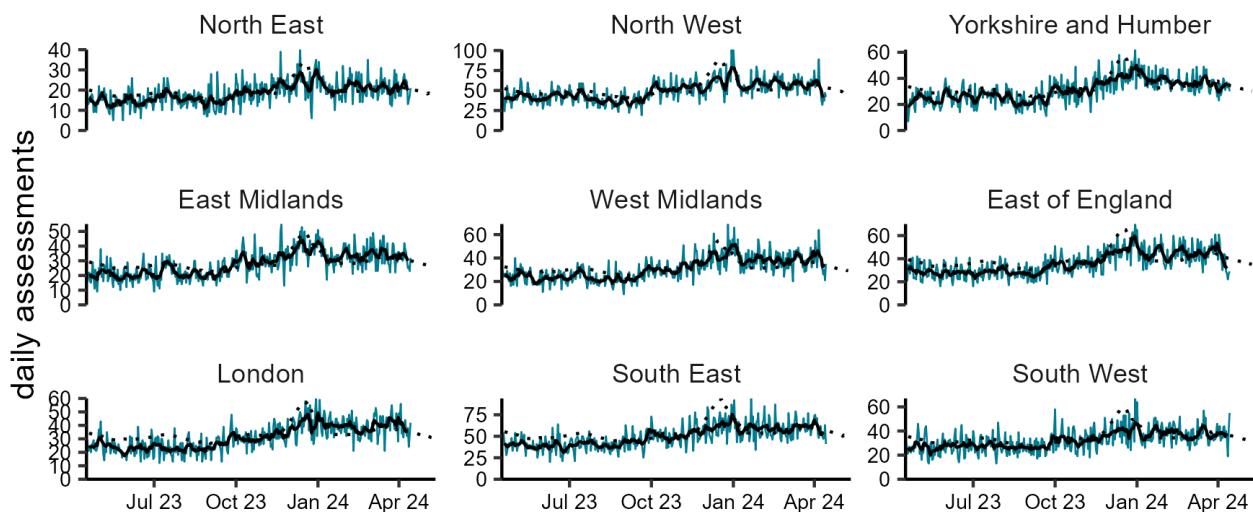 North East North West Yorkshire and Humber
40 30 20 10 0
100 75 50 25 0
60 40 20 0
daily assessments
East Midlands West Midlands East of England
50 40 30 20 10 0
60 40 20 0
60 40 20 0
London South East South West
60 50 40 30 20 10 0
75 50 25 0
60 40 20 0
Jul 23 Oct 23 Jan 24 Apr 24 Jul 23 Oct 23 Jan 24 Apr 24 Jul 23 Oct 23 Jan 24 Apr 24